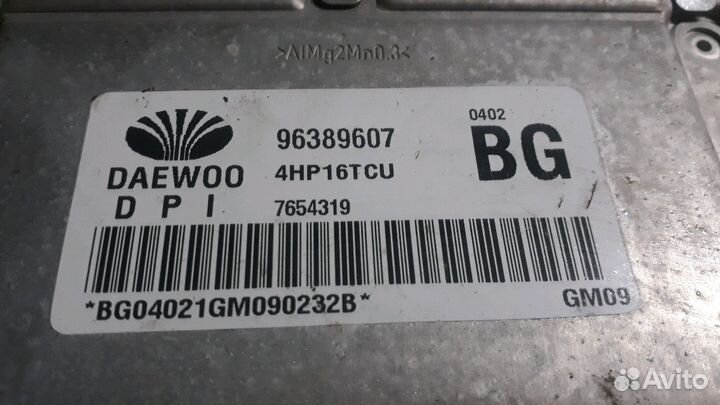 >AlMg2Mn0.3<
DAEWOO
D P I
96389607
4HP16TCU
7654319
0402
BG
*BG04021GM090232B*
GM09
Avito